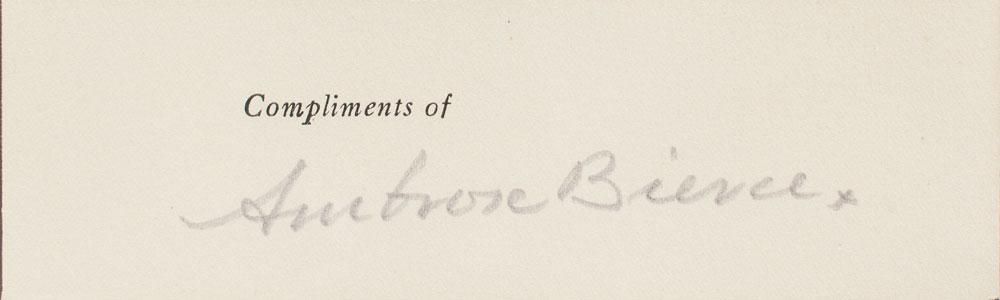 Compliments of
Ambrose Bierce.x